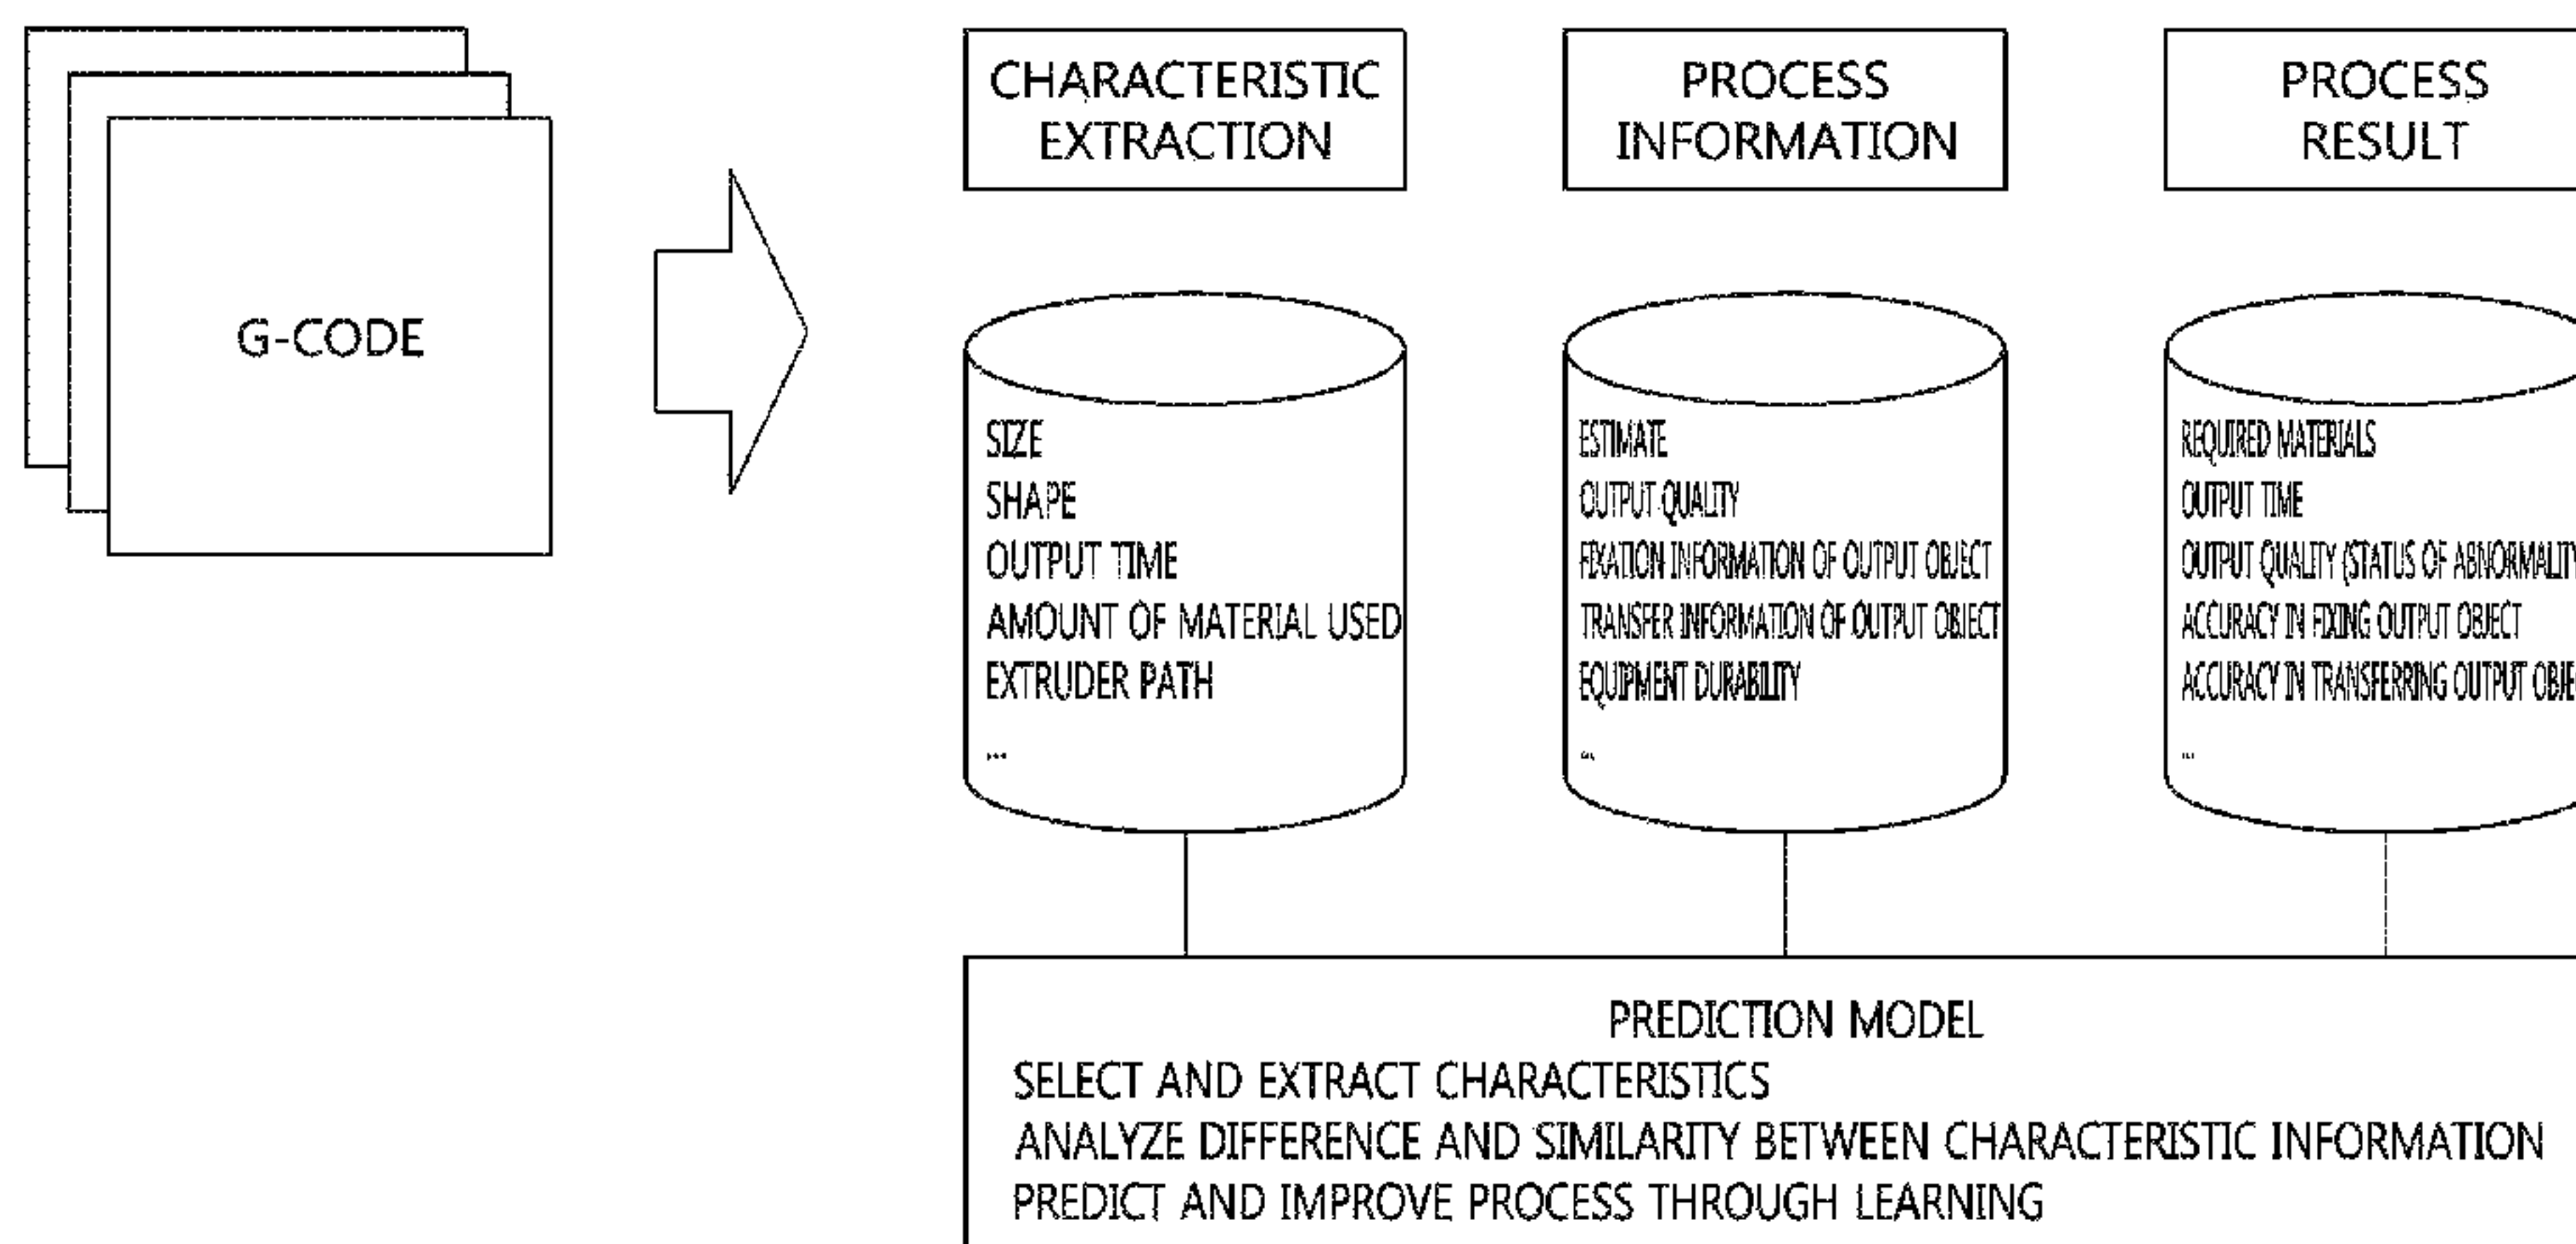 G-CODE
CHARACTERISTIC
EXTRACTION
SIZE
SHAPE
OUTPUT TIME
AMOUNT OF MATERIAL USED
EXTRUDER PATH
...
PROCESS
INFORMATION
ESTIMATE
OUTPUT QUALITY
FIXATION INFORMATION OF OUTPUT OBJECT
TRANSFER INFORMATION OF OUTPUT OBJECT
EQUIPMENT DURABILITY
...
PROCESS
RESULT
REQUIRED MATERIALS
OUTPUT TIME
OUTPUT QUALITY (STATUS OF ABNORMALITY
ACCURACY IN FIXING OUTPUT OBJECT
ACCURACY IN TRANSFERRING OUTPUT
...
PREDICTION MODEL
SELECT AND EXTRACT CHARACTERISTICS
ANALYZE DIFFERENCE AND SIMILARITY BETWEEN CHARACTERISTIC INFORMATION
PREDICT AND IMPROVE PROCESS THROUGH LEARNING